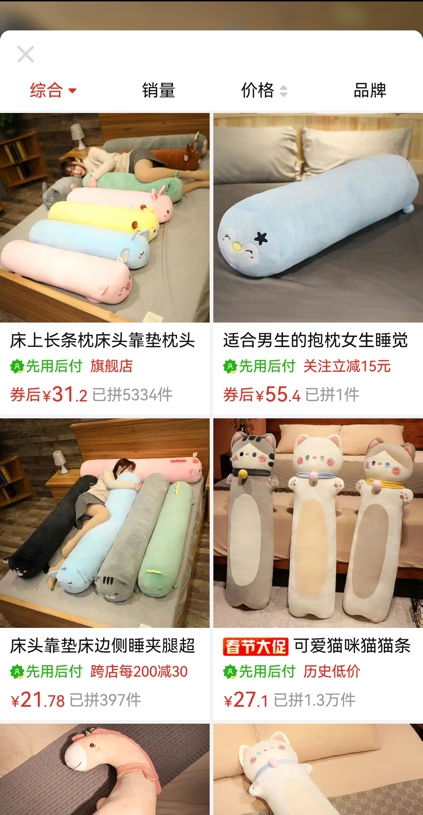 综合 销量 价格 品牌
床上长条枕床头靠垫枕头
先用后付 旗舰店
券后¥31.2 已拼5334件
适合男生的抱枕女生睡觉
先用后付 关注立减15元
券后¥55.4 已拼1件
床头靠垫床边侧睡夹腿超
先用后付 跨店每200减30
¥21.78 已拼397件
春节大促 可爱猫咪猫猫条
先用后付 历史低价
¥27.1 已拼1.3万件